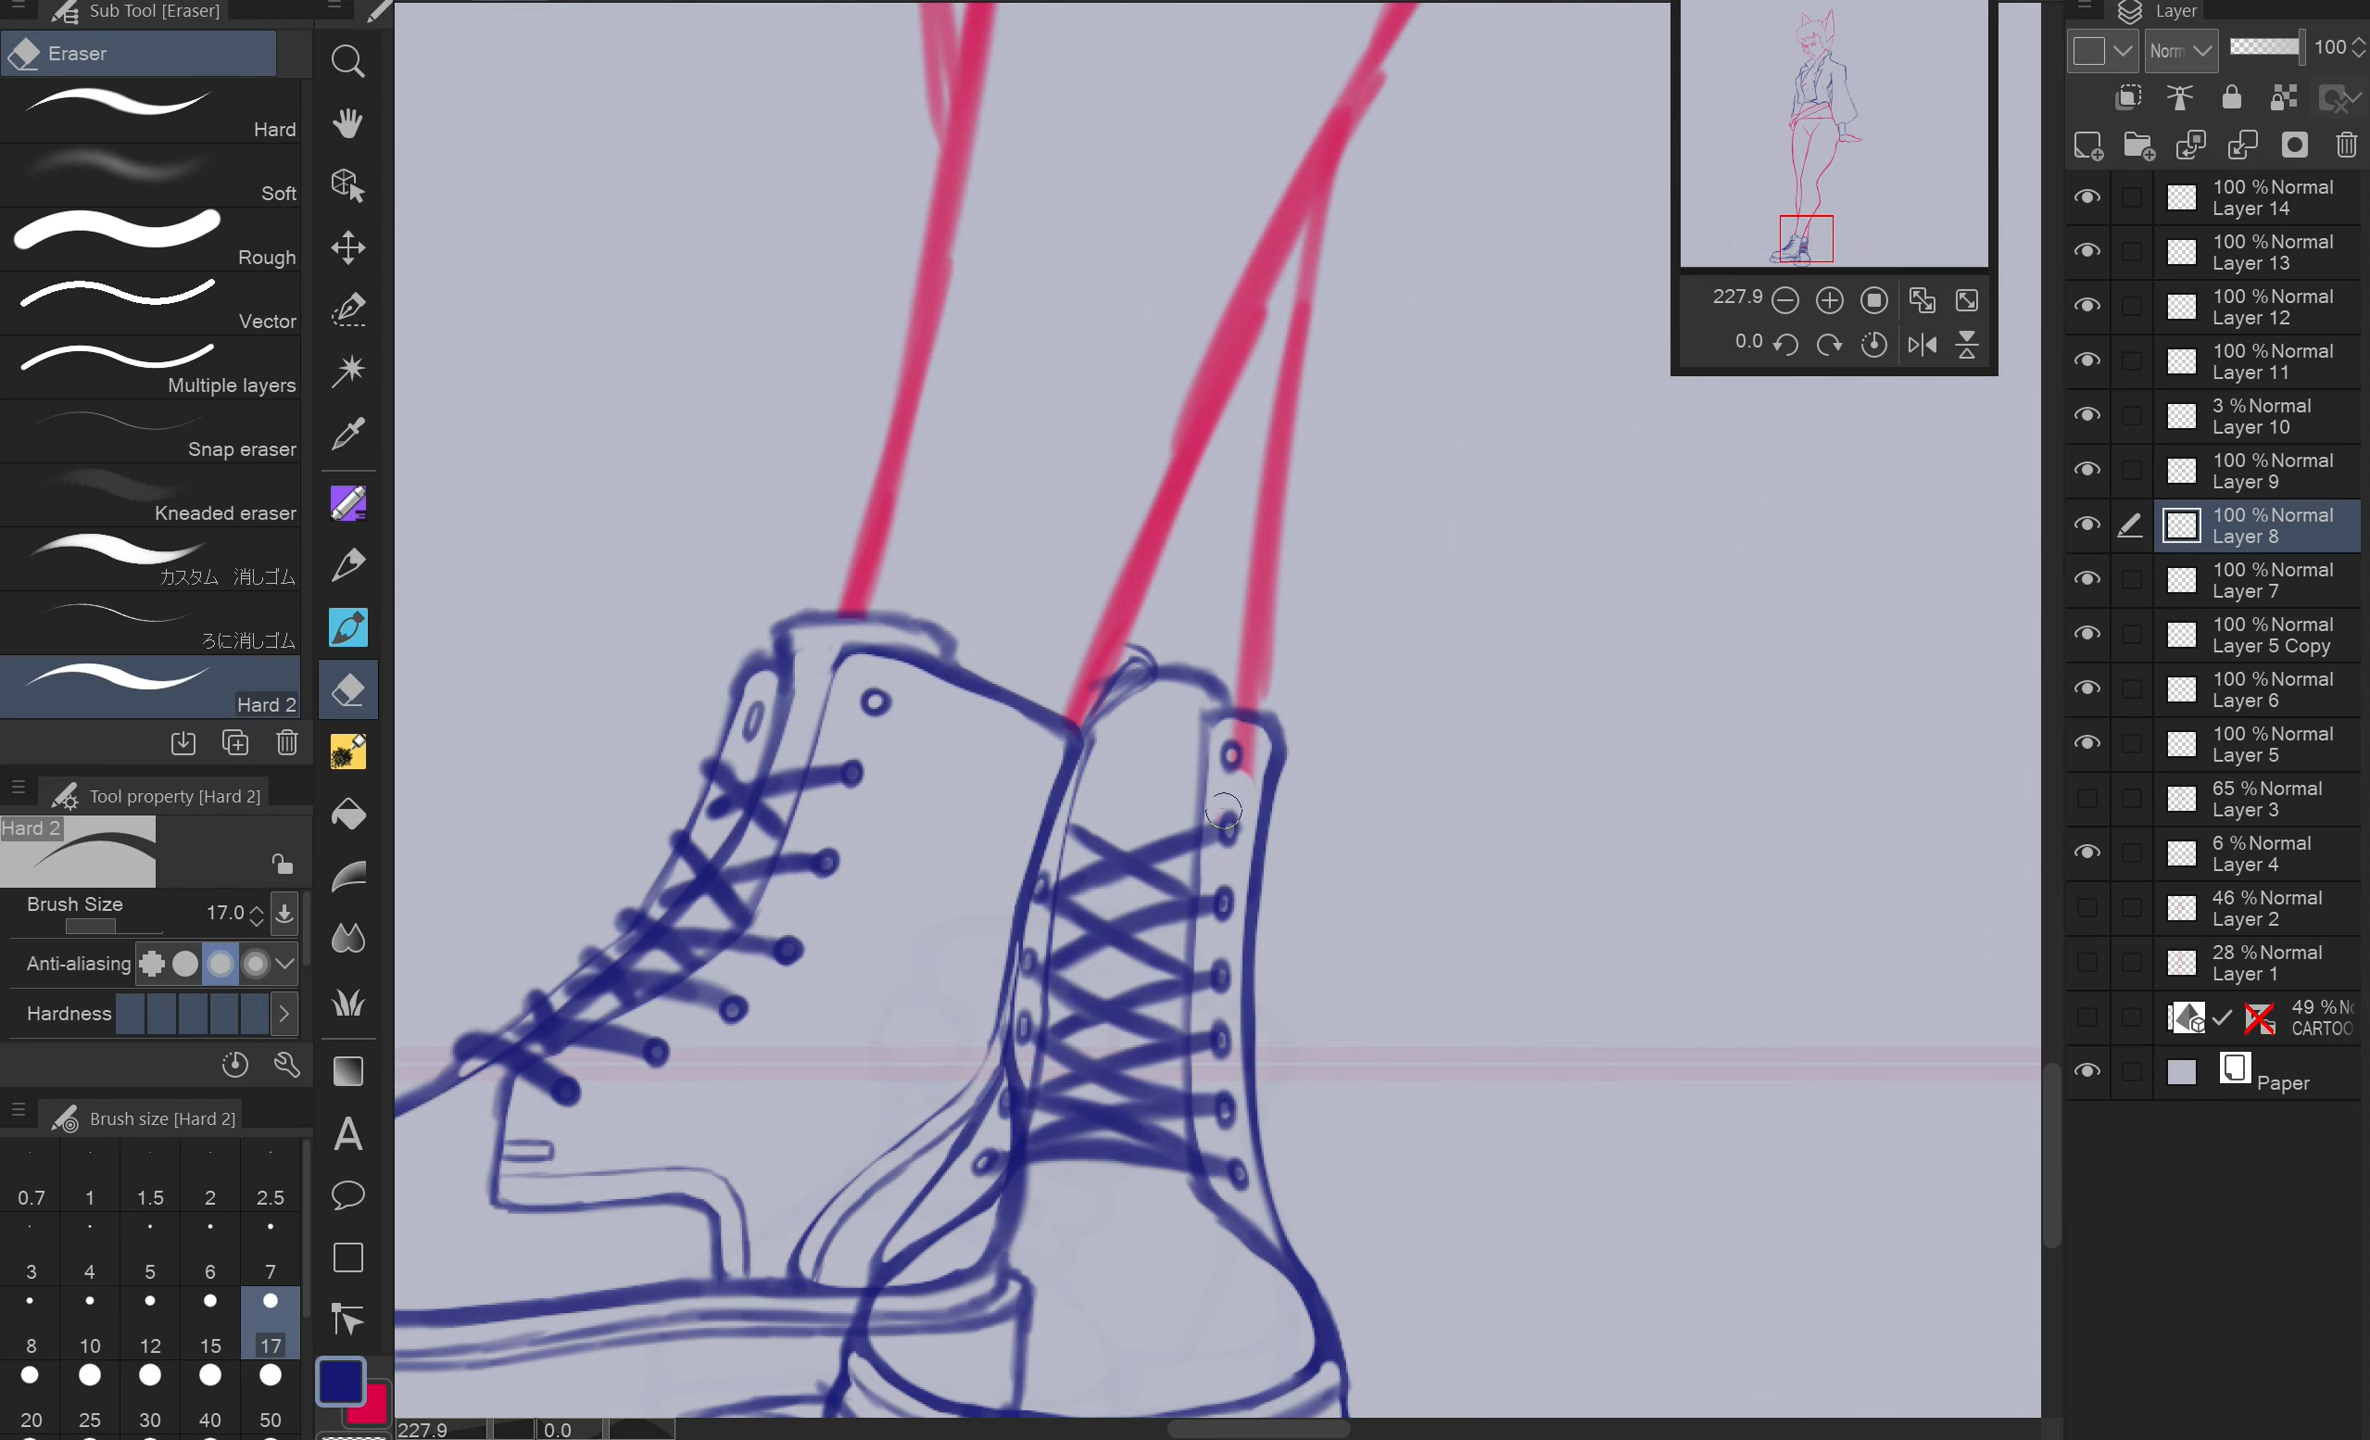 Sub Tool [Eraser]
Eraser
Hard
Soft
Rough
Vector
Multiple layers
Snap eraser
Kneaded eraser
カスタム　消しゴム
ろに消しゴム
Hard 2
Tool property [Hard 2]
Hard 2
Brush Size 17.0
Anti-aliasing
Hardness
Brush size [Hard 2]
0.7 1 1.5 2 2.5
3 4 5 6 7
8 10 12 15 17
20 25 30 40 50
A
227.9 0.0
227.9
0.0
Layer
Norm 100
100 %Normal
Layer 14
100 %Normal
Layer 13
100 %Normal
Layer 12
100 %Normal
Layer 11
3 %Normal
Layer 10
100 %Normal
Layer 9
100 %Normal
Layer 8
100 %Normal
Layer 7
100 %Normal
Layer 5 Copy
100 %Normal
Layer 6
100 %Normal
Layer 5
65 %Normal
Layer 3
6 %Normal
Layer 4
46 %Normal
Layer 2
28 %Normal
Layer 1
49 %No
CARTOO
Paper